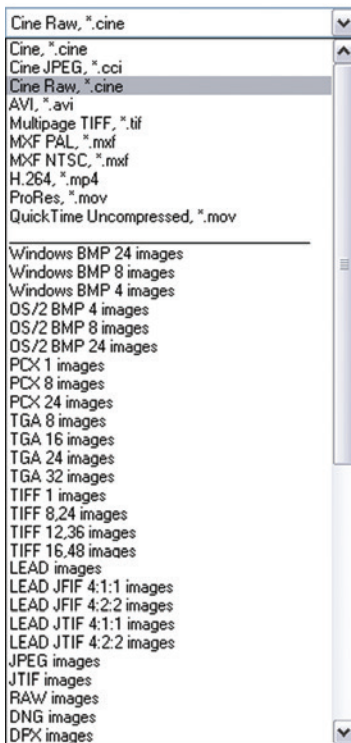 Cine Raw, *.cine
Cine, *.cine
Cine JPEG, *.cci
Cine Raw, *.cine
AVI, *.avi
Multipage TIFF, *.tif
MXF PAL, *.mxf
MXF NTSC, *.mxf
H.264, *.mp4
ProRes, *.mov
QuickTime Uncompressed, *.mov
Windows BMP 24 images
Windows BMP 8 images
Windows BMP 4 images
OS/2 BMP 4 images
OS/2 BMP 8 images
OS/2 BMP 24 images
PCX 1 images
PCX 8 images
PCX 24 images
TGA 8 images
TGA 16 images
TGA 24 images
TGA 32 images
TIFF 1 images
TIFF 8,24 images
TIFF 12,36 images
TIFF 16,48 images
LEAD images
LEAD JFIF 4:1:1 images
LEAD JFIF 4:2:2 images
LEAD JTIF 4:1:1 images
LEAD JTIF 4:2:2 images
JPEG images
JTIF images
RAW images
DNG images
DPX images